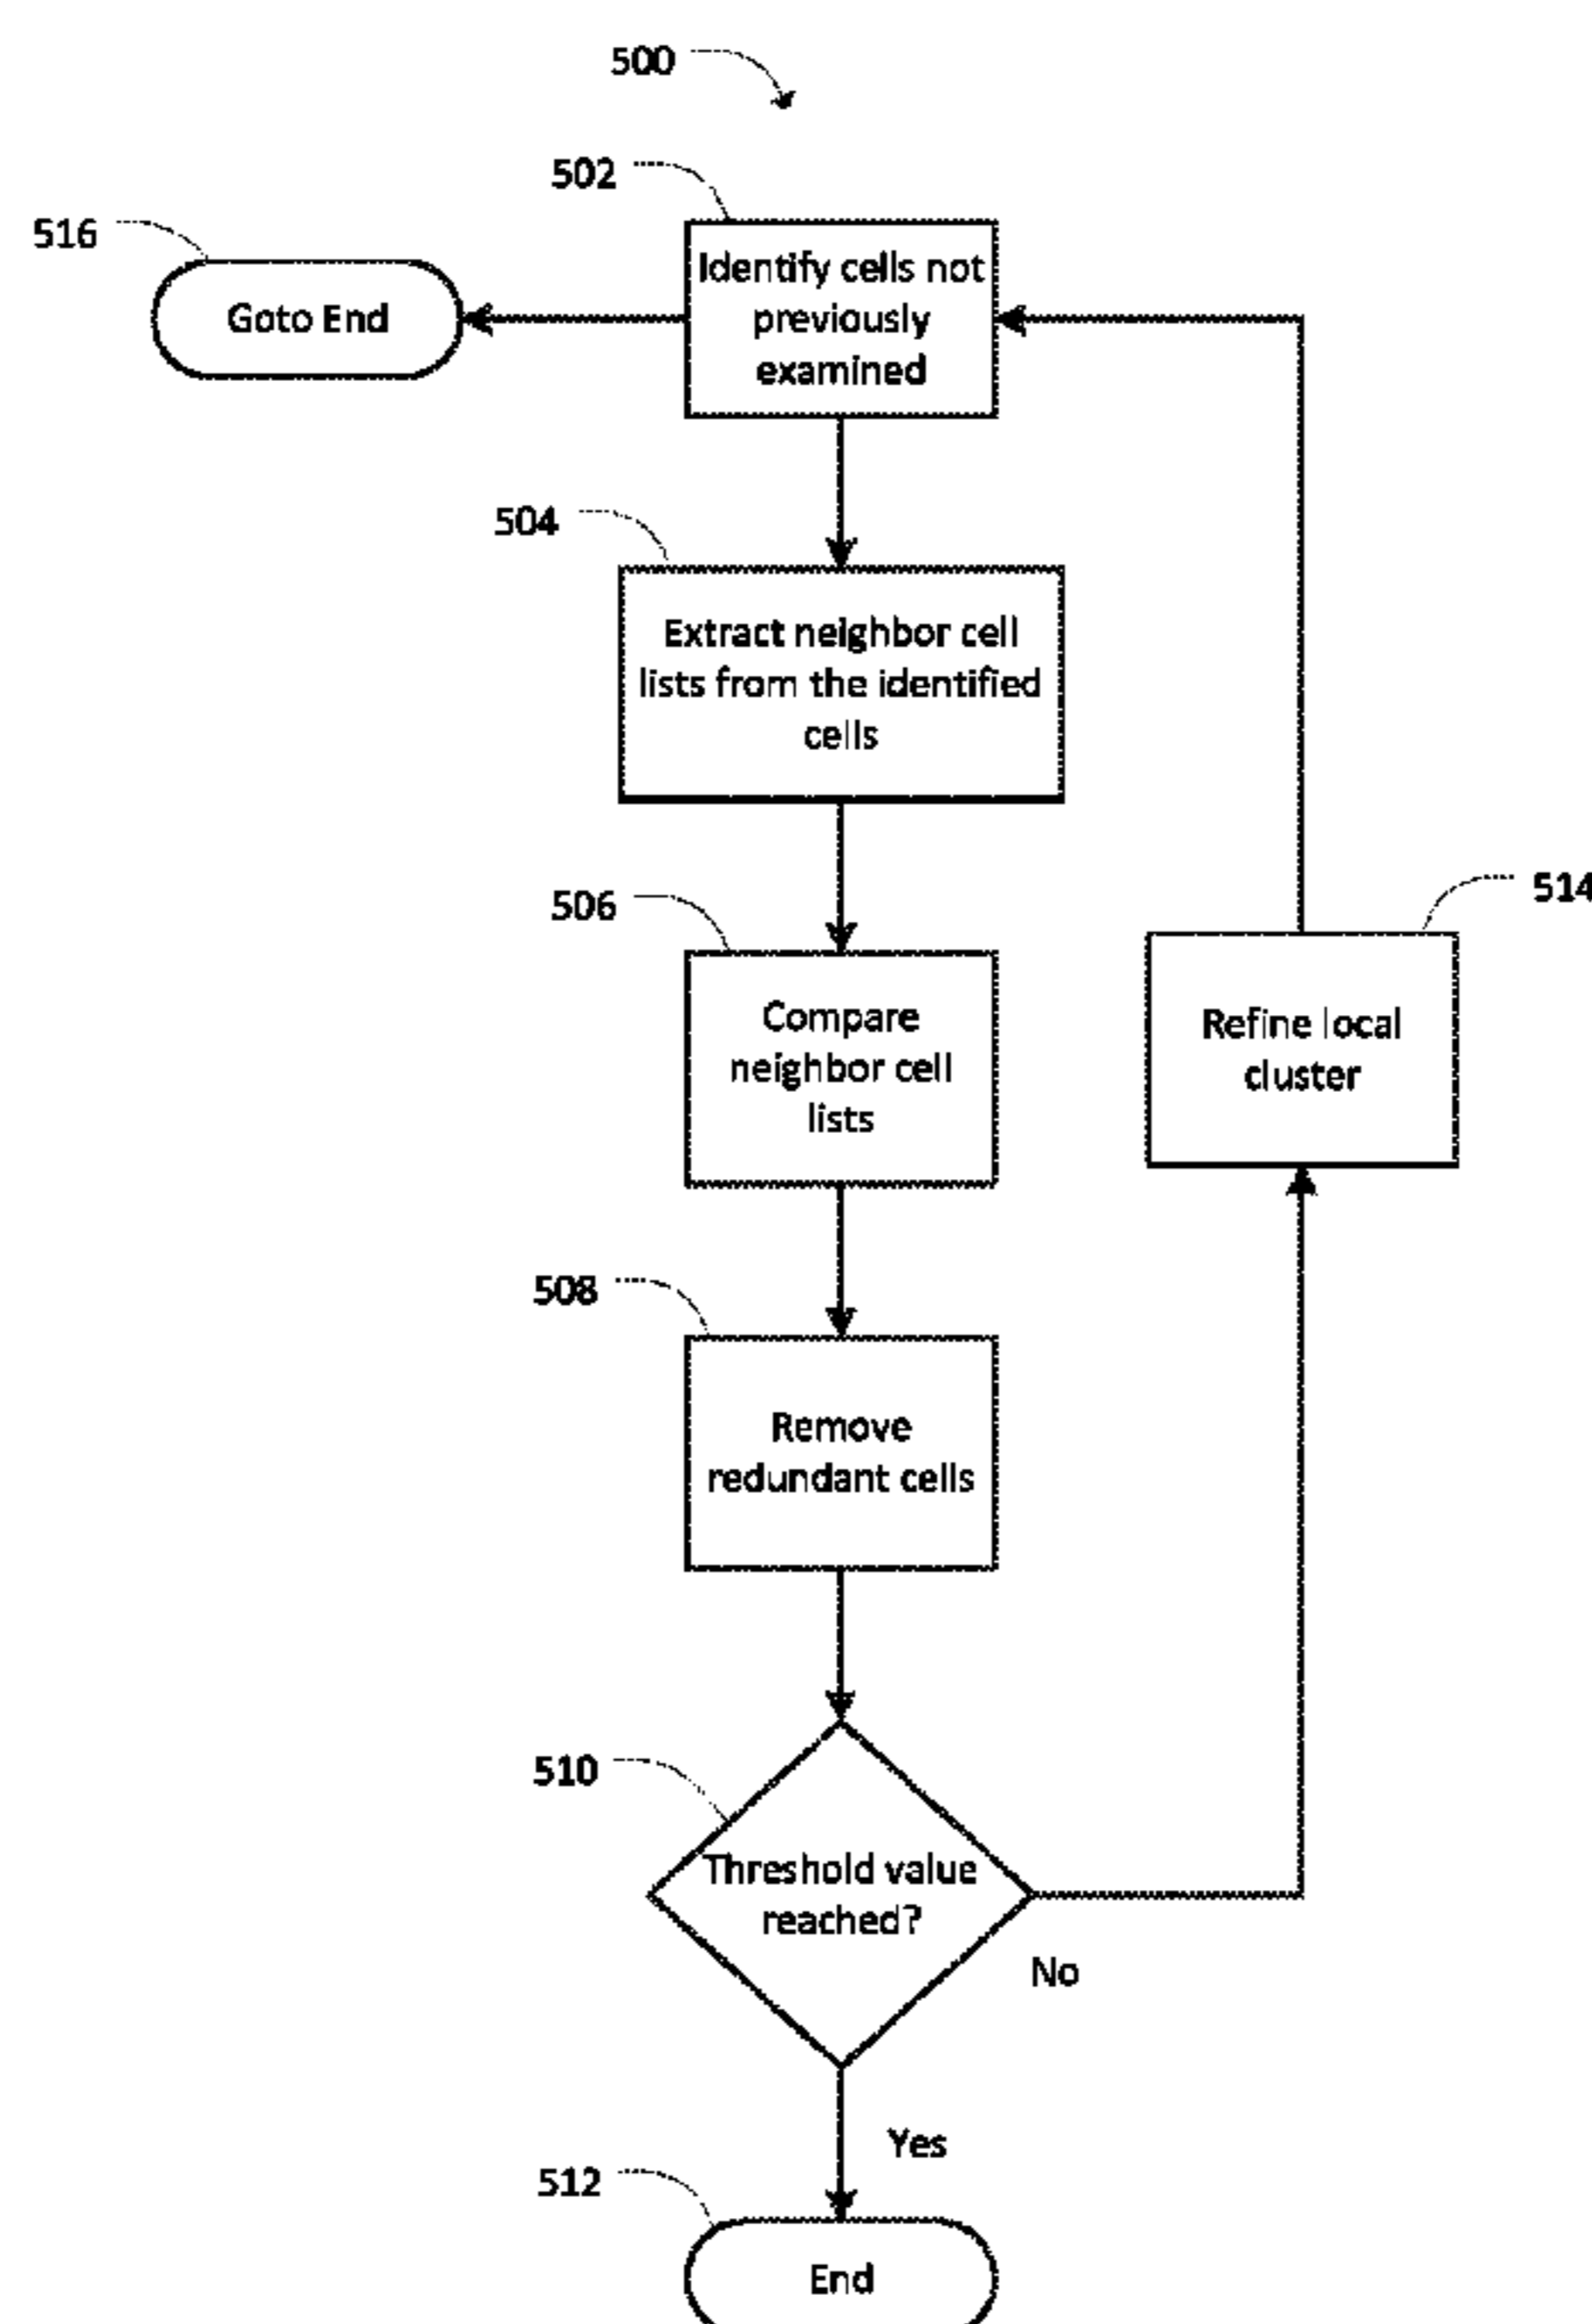 500
502
516
Identify cells not
previously
examined
Goto End
504
Extract neighbor cell
lists from the identified
cells
506
Compare
neighbor cell
lists
514
Refine local
cluster
508
Remove
redundant cells
510
Threshold value
reached?
No
Yes
512
End